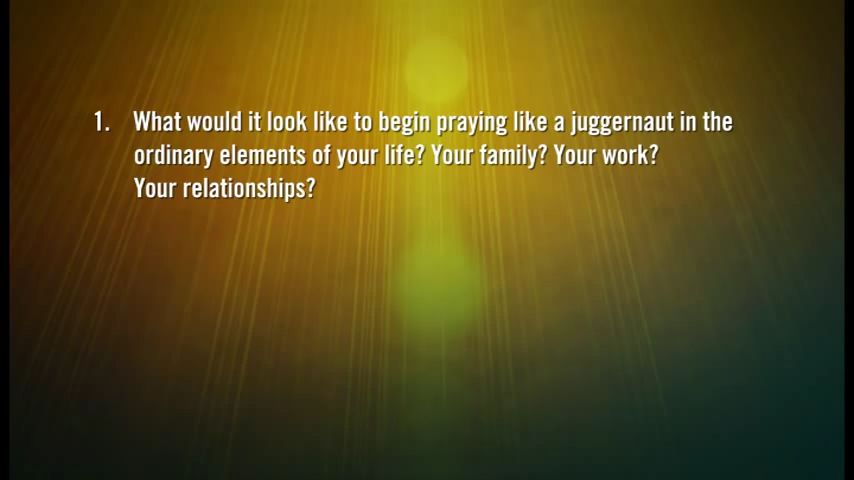 1. What would it look like to begin praying like a juggernaut in the
ordinary elements of your life? Your family? Your work?
Your relationships?